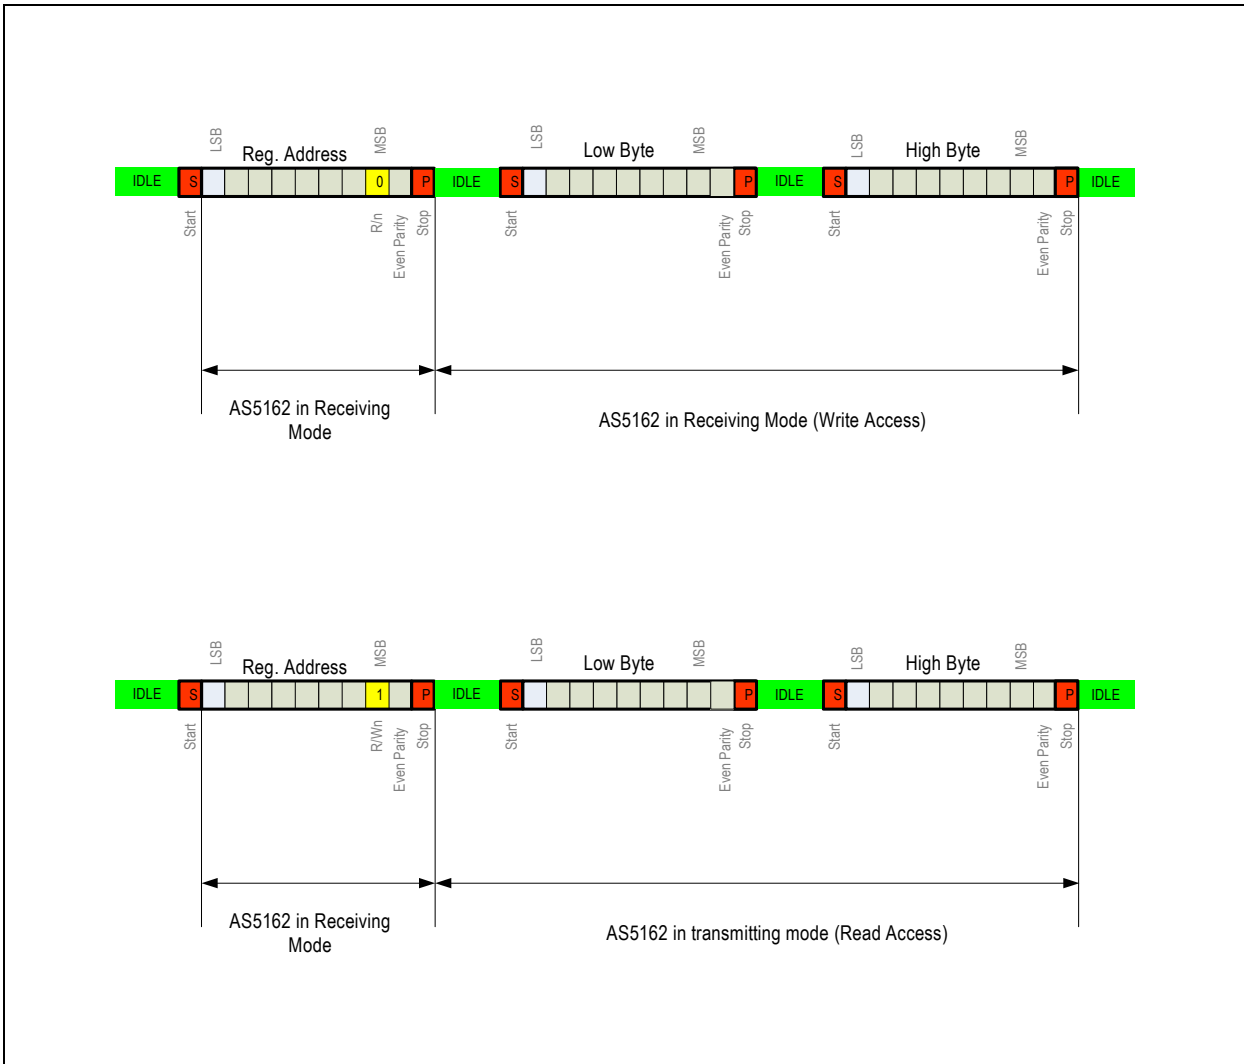 LSB
Reg. Address
MSB
LSB
Low Byte
MSB
LSB
High Byte
MSB
IDLE S 0 P IDLE S P IDLE S P IDLE
Start
R/n
Even Parity
Stop
Start
Even Parity
Stop
Start
Even Parity
Stop
AS5162 in Receiving
Mode
AS5162 in Receiving Mode (Write Access)
LSB
Reg. Address
MSB
LSB
Low Byte
MSB
LSB
High Byte
MSB
IDLE S 1 P IDLE S P IDLE S P IDLE
Start
R/Wn
Even Parity
Stop
Start
Even Parity
Stop
Start
Even Parity
Stop
AS5162 in Receiving
Mode
AS5162 in transmitting mode (Read Access)